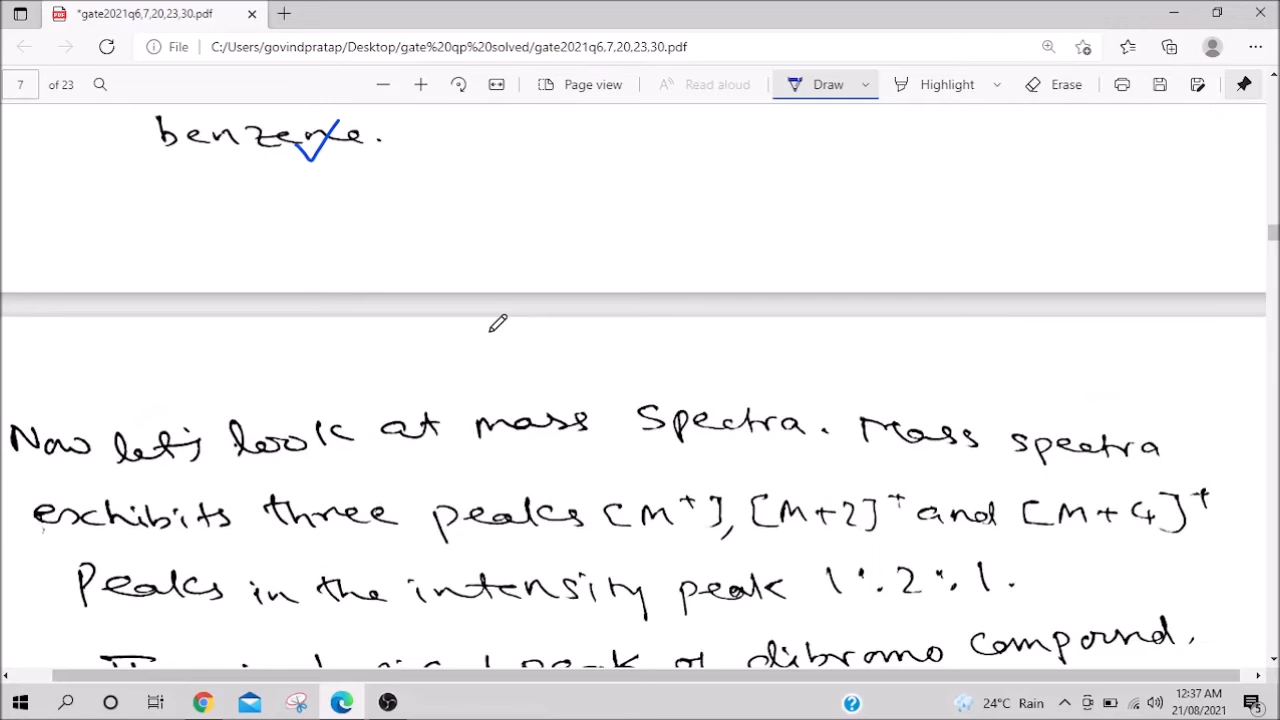 *gate2021q6,7,20,23,30.pdf
File C:/Users/govindpratap/Desktop/gate%20qp%20solved/gate2021q6,7,20,23,30.pdf
7 of 23 Page view Read aloud Draw Highlight Erase
benzene.
Now let's look at mass Spectra. Mass spectra
exhibits three peaks [M+], [M+2]+ and [M+4]+
Peaks in the intensity peak 1:2:1.
peak of dibromo compound.
24°C Rain
12:37 AM
21/08/2021
5